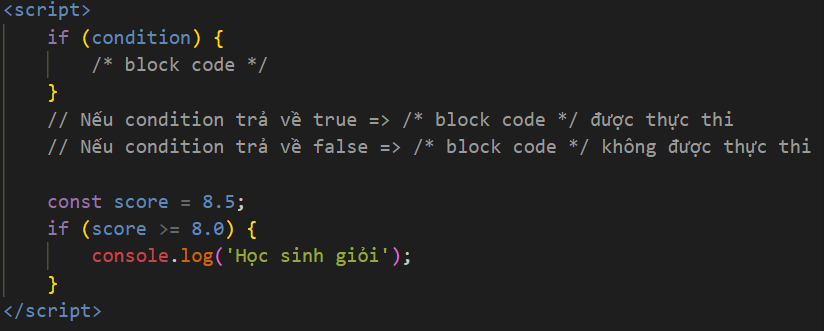 <script>
if (condition) {
/* block code */
}
// Nếu condition trả về true => /* block code */ được thực thi
// Nếu condition trả về false => /* block code */ không được thực thi
const score = 8.5;
if (score >= 8.0) {
console.log('Học sinh giỏi');
}
</script>